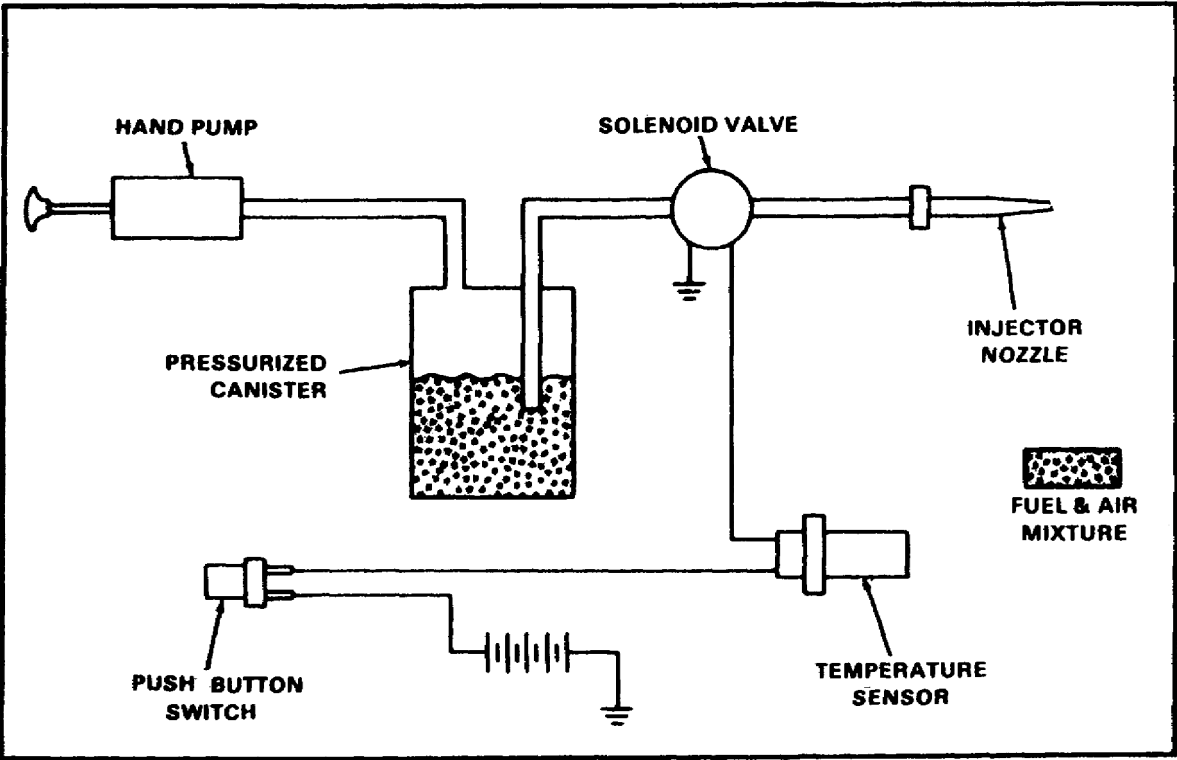 HAND PUMP
SOLENOID VALVE
INJECTOR
NOZZLE
PRESSURIZED
CANISTER
FUEL & AIR
MIXTURE
TEMPERATURE
SENSOR
PUSH BUTTON
SWITCH